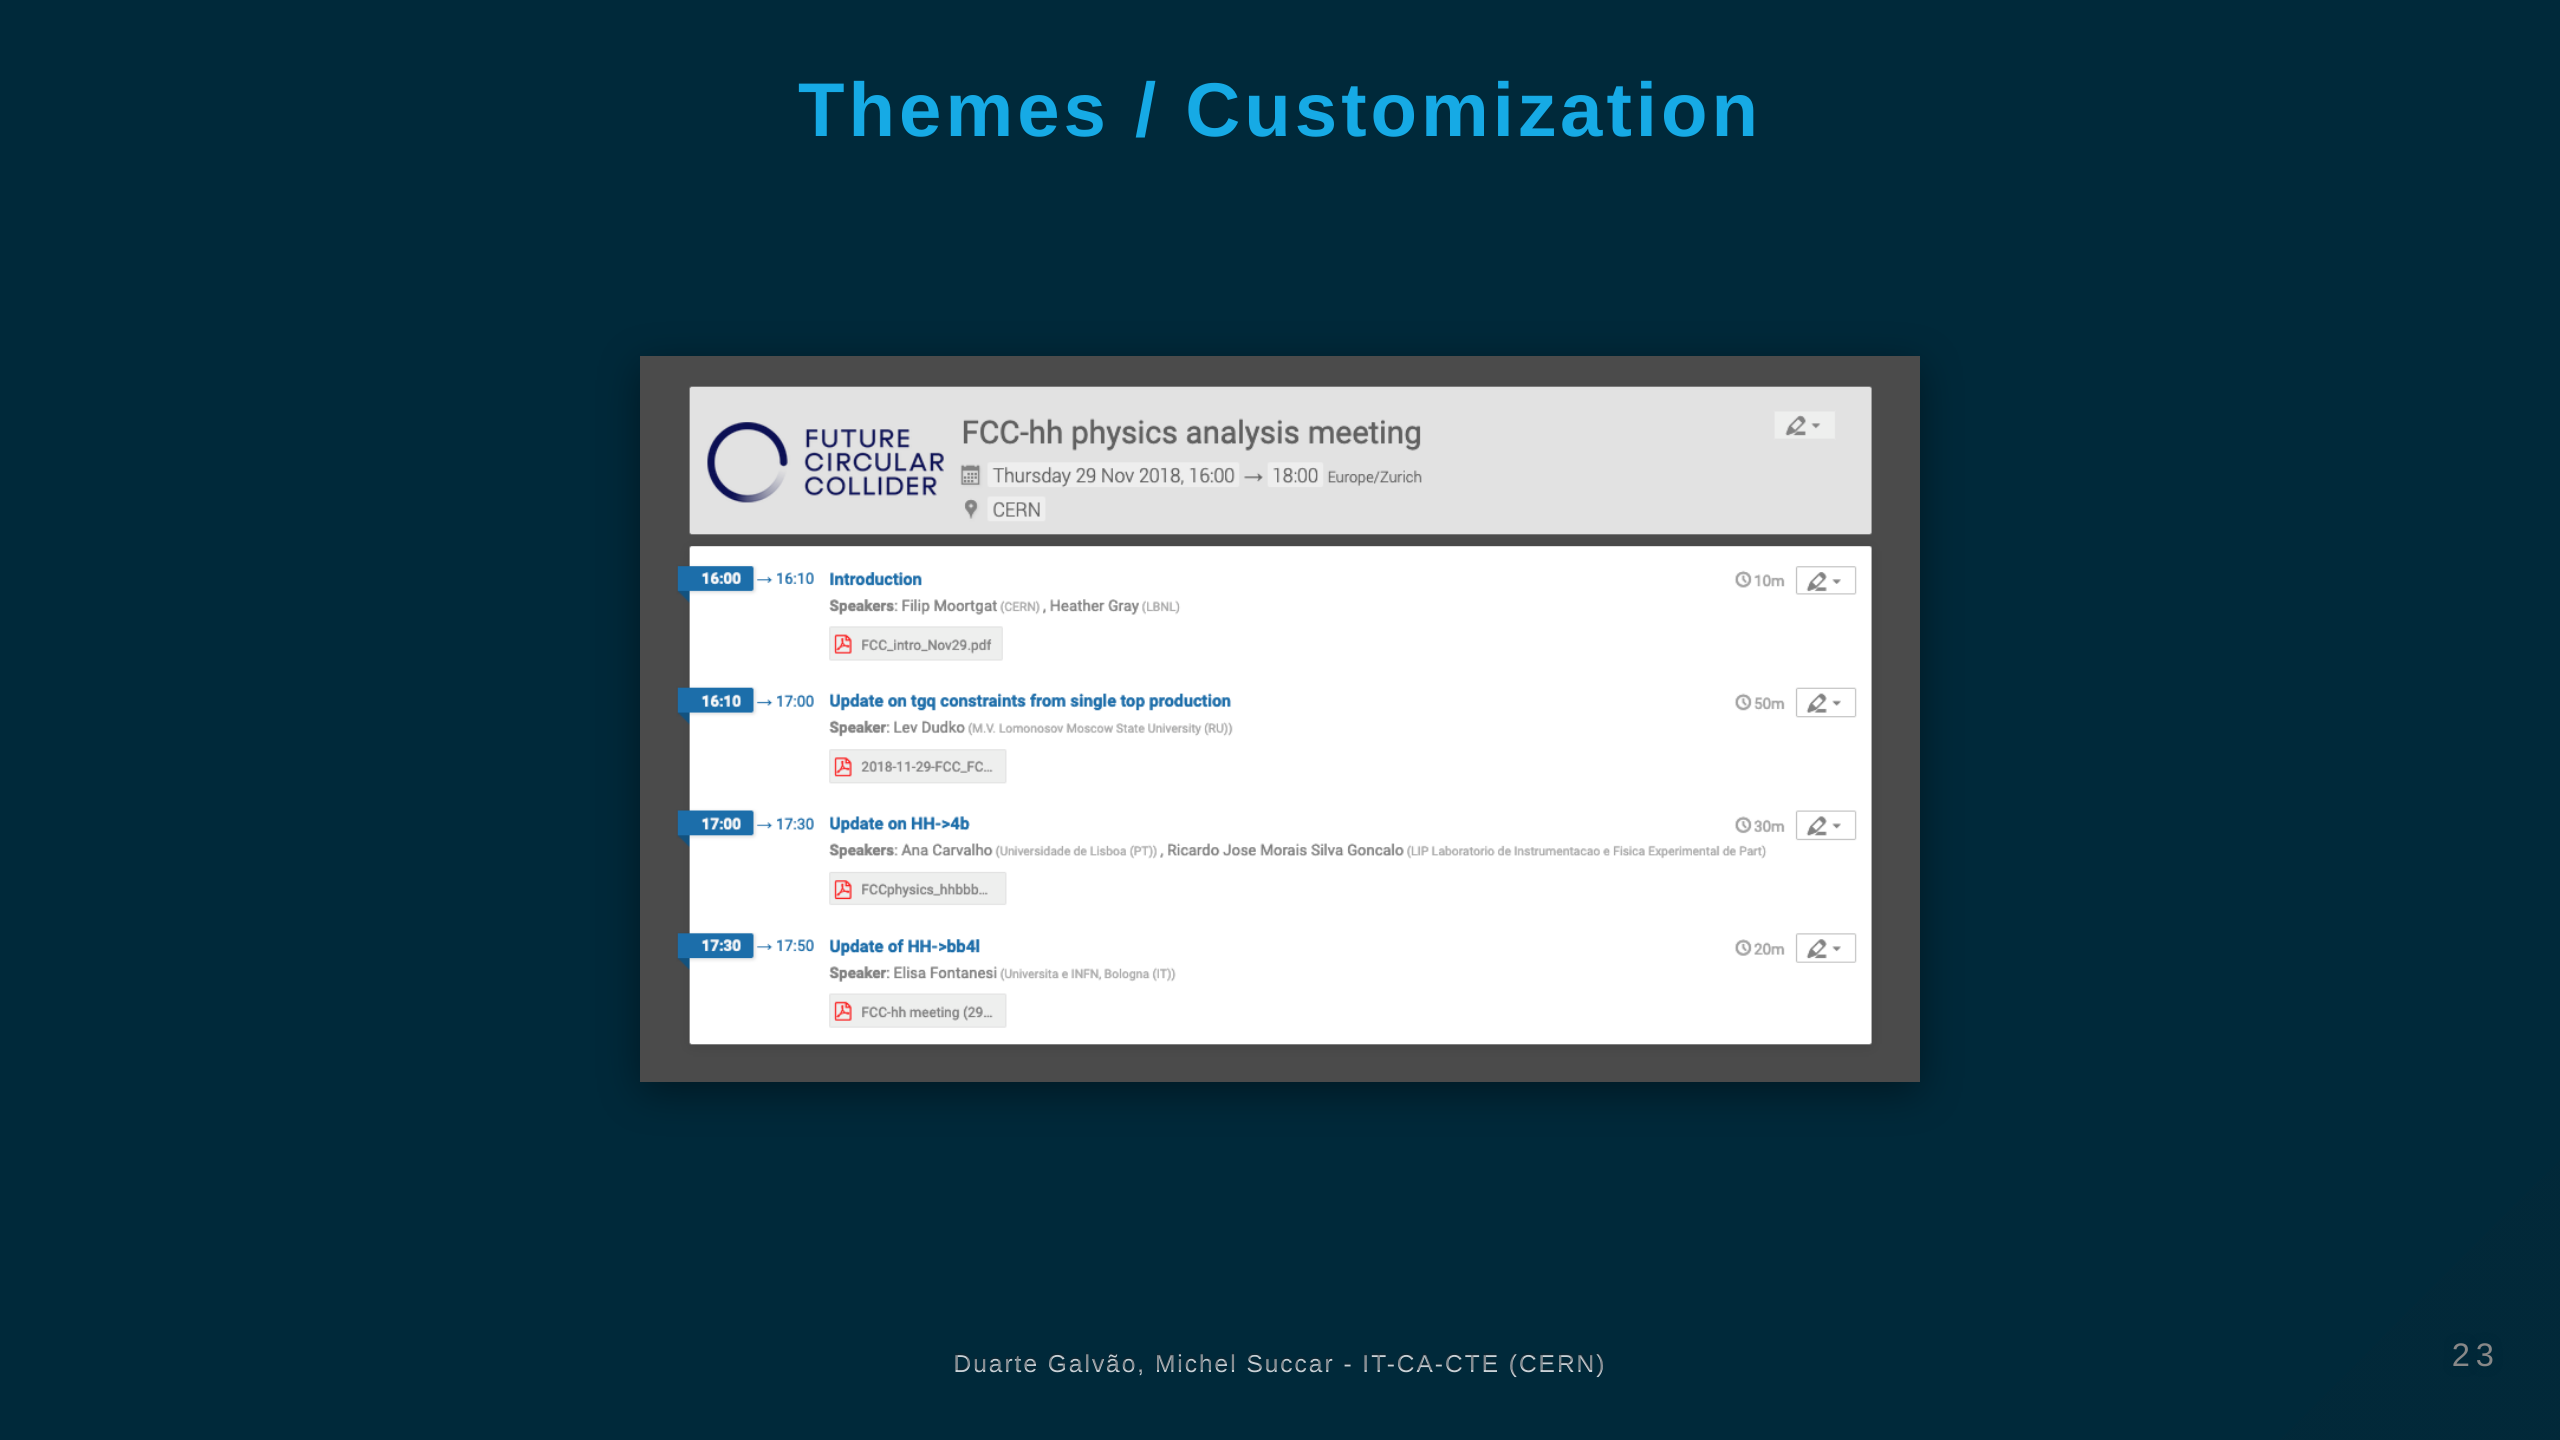 Themes / Customization
FUTURE
CIRCULAR
COLLIDER
FCC-hh physics analysis meeting
Thursday 29 Nov 2018, 16:00 → 18:00 Europe/Zurich
CERN
16:00 → 16:10 Introduction 10m
Speakers: Filip Moortgat (CERN) , Heather Gray (LBNL)
FCC_intro_Nov29.pdf
16:10 → 17:00 Update on tgq constraints from single top production 50m
Speaker: Lev Dudko (M.V. Lomonosov Moscow State University (RU))
2018-11-29-FCC_FC...
17:00 → 17:30 Update on HH->4b 30m
Speakers: Ana Carvalho (Universidade de Lisboa (PT)) , Ricardo Jose Morais Silva Goncalo (LIP Laboratorio de Instrumentacao e Fisica Experimental de Part)
FCCphysics_hhbbb...
17:30 → 17:50 Update of HH->bb4l 20m
Speaker: Elisa Fontanesi (Universita e INFN, Bologna (IT))
FCC-hh meeting (29...
Duarte Galvão, Michel Succar - IT-CA-CTE (CERN)
23